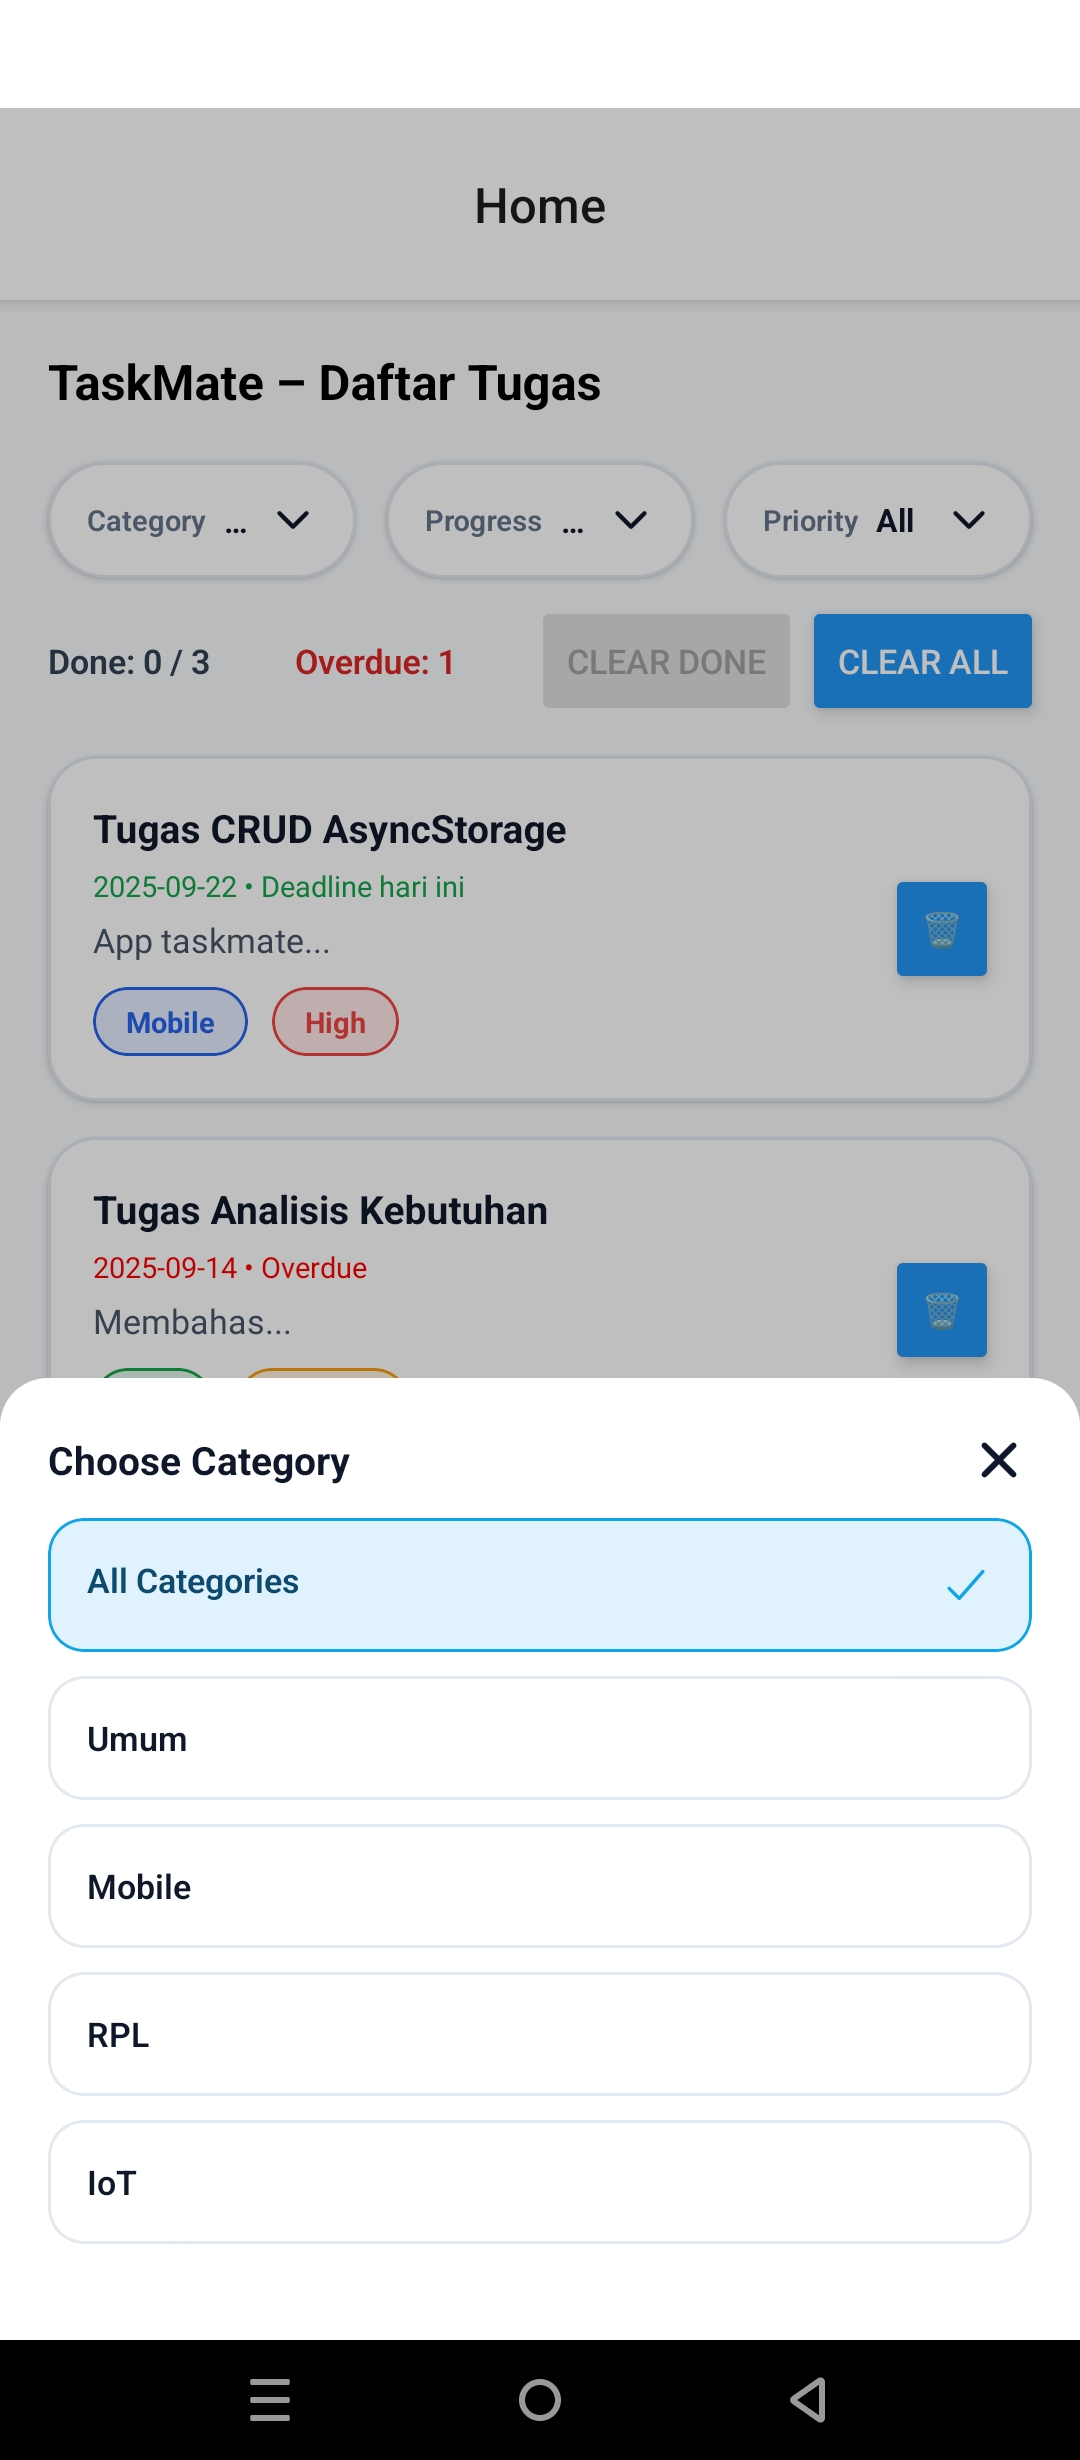 Home
TaskMate – Daftar Tugas
Category ... Progress ... Priority All
Done: 0 / 3 Overdue: 1 CLEAR DONE CLEAR ALL
Tugas CRUD AsyncStorage
2025-09-22 • Deadline hari ini
App taskmate...
Mobile High
Tugas Analisis Kebutuhan
2025-09-14 • Overdue
Membahas...
Choose Category
All Categories
Umum
Mobile
RPL
IoT